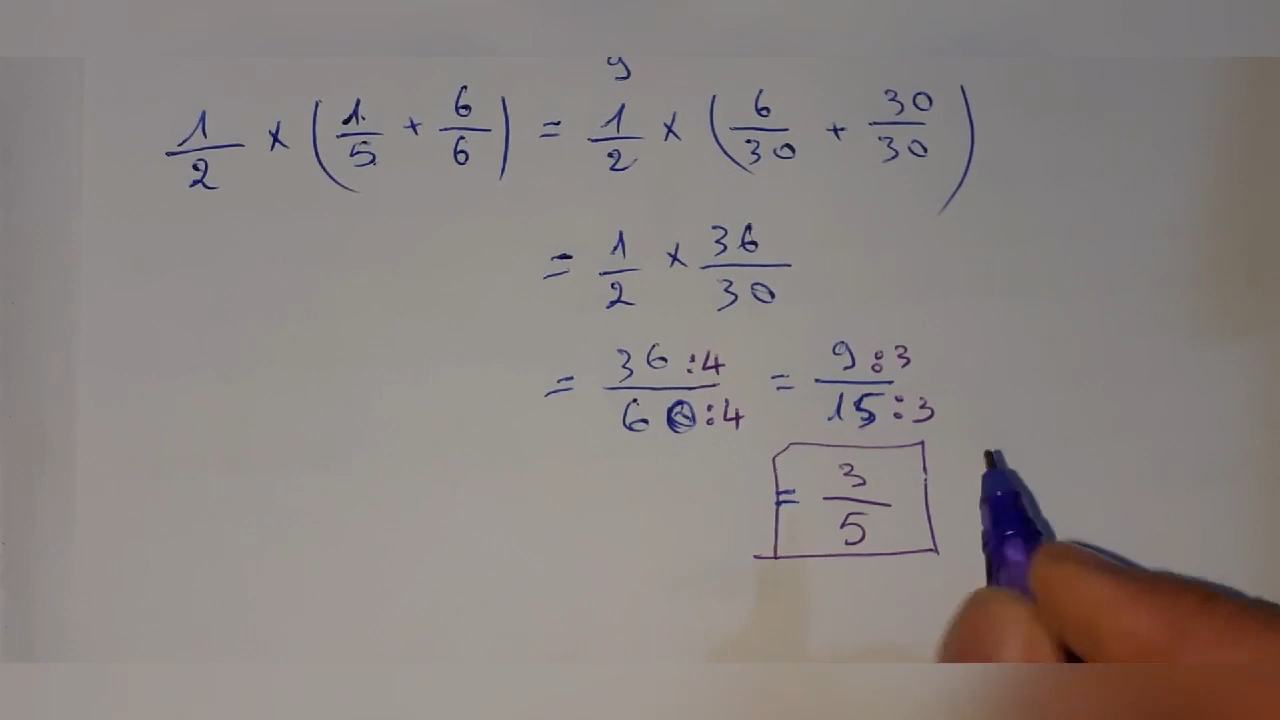 9
1/2 × (1/5 + 6/6) = 1/2 × (6/30 + 30/30)
= 1/2 × 36/30
= 36:4/60:4 = 9:3/15:3
= 3/5